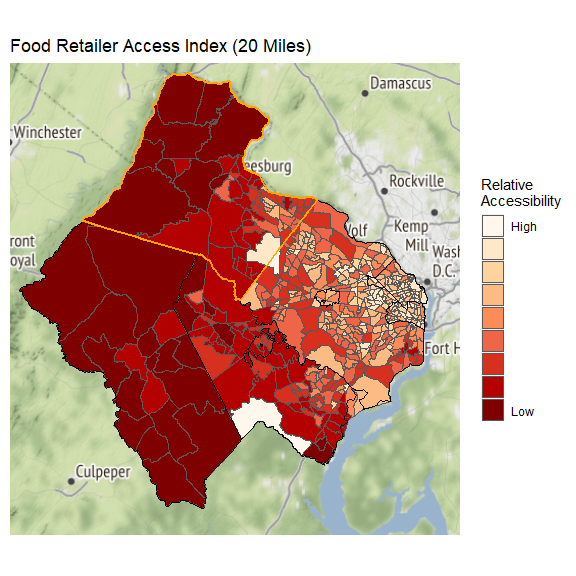 Food Retailer Access Index (20 Miles)
Damascus
Winchester
eesburg
Rockville
Relative
Accessibility
High
Kemp
Mill
olf
Wash
D.C.
ront
oyal
Fort H
Low
Culpeper